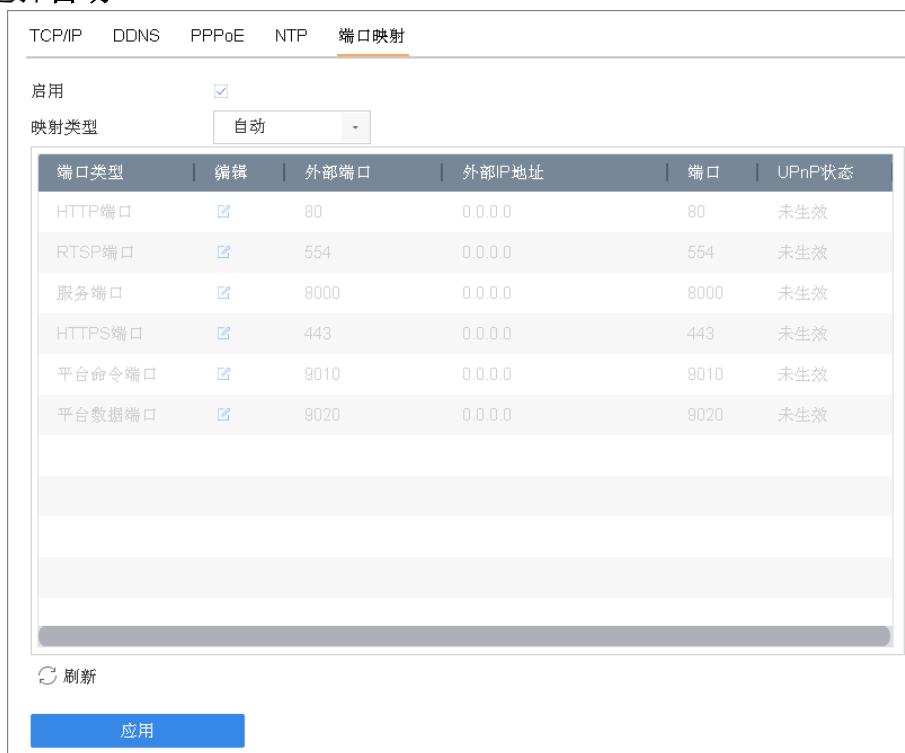 TCP/IP DDNS PPPoE NTP 端口映射
启用
映射类型 自动
端口类型 编辑 外部端口 外部IP地址 端口 UPnP状态
HTTP端口 80 0.0.0.0 80 未生效
RTSP端口 554 0.0.0.0 554 未生效
服务端口 8000 0.0.0.0 8000 未生效
HTTPS端口 443 0.0.0.0 443 未生效
平台命令端口 9010 0.0.0.0 9010 未生效
平台数据端口 9020 0.0.0.0 9020 未生效
刷新
应用